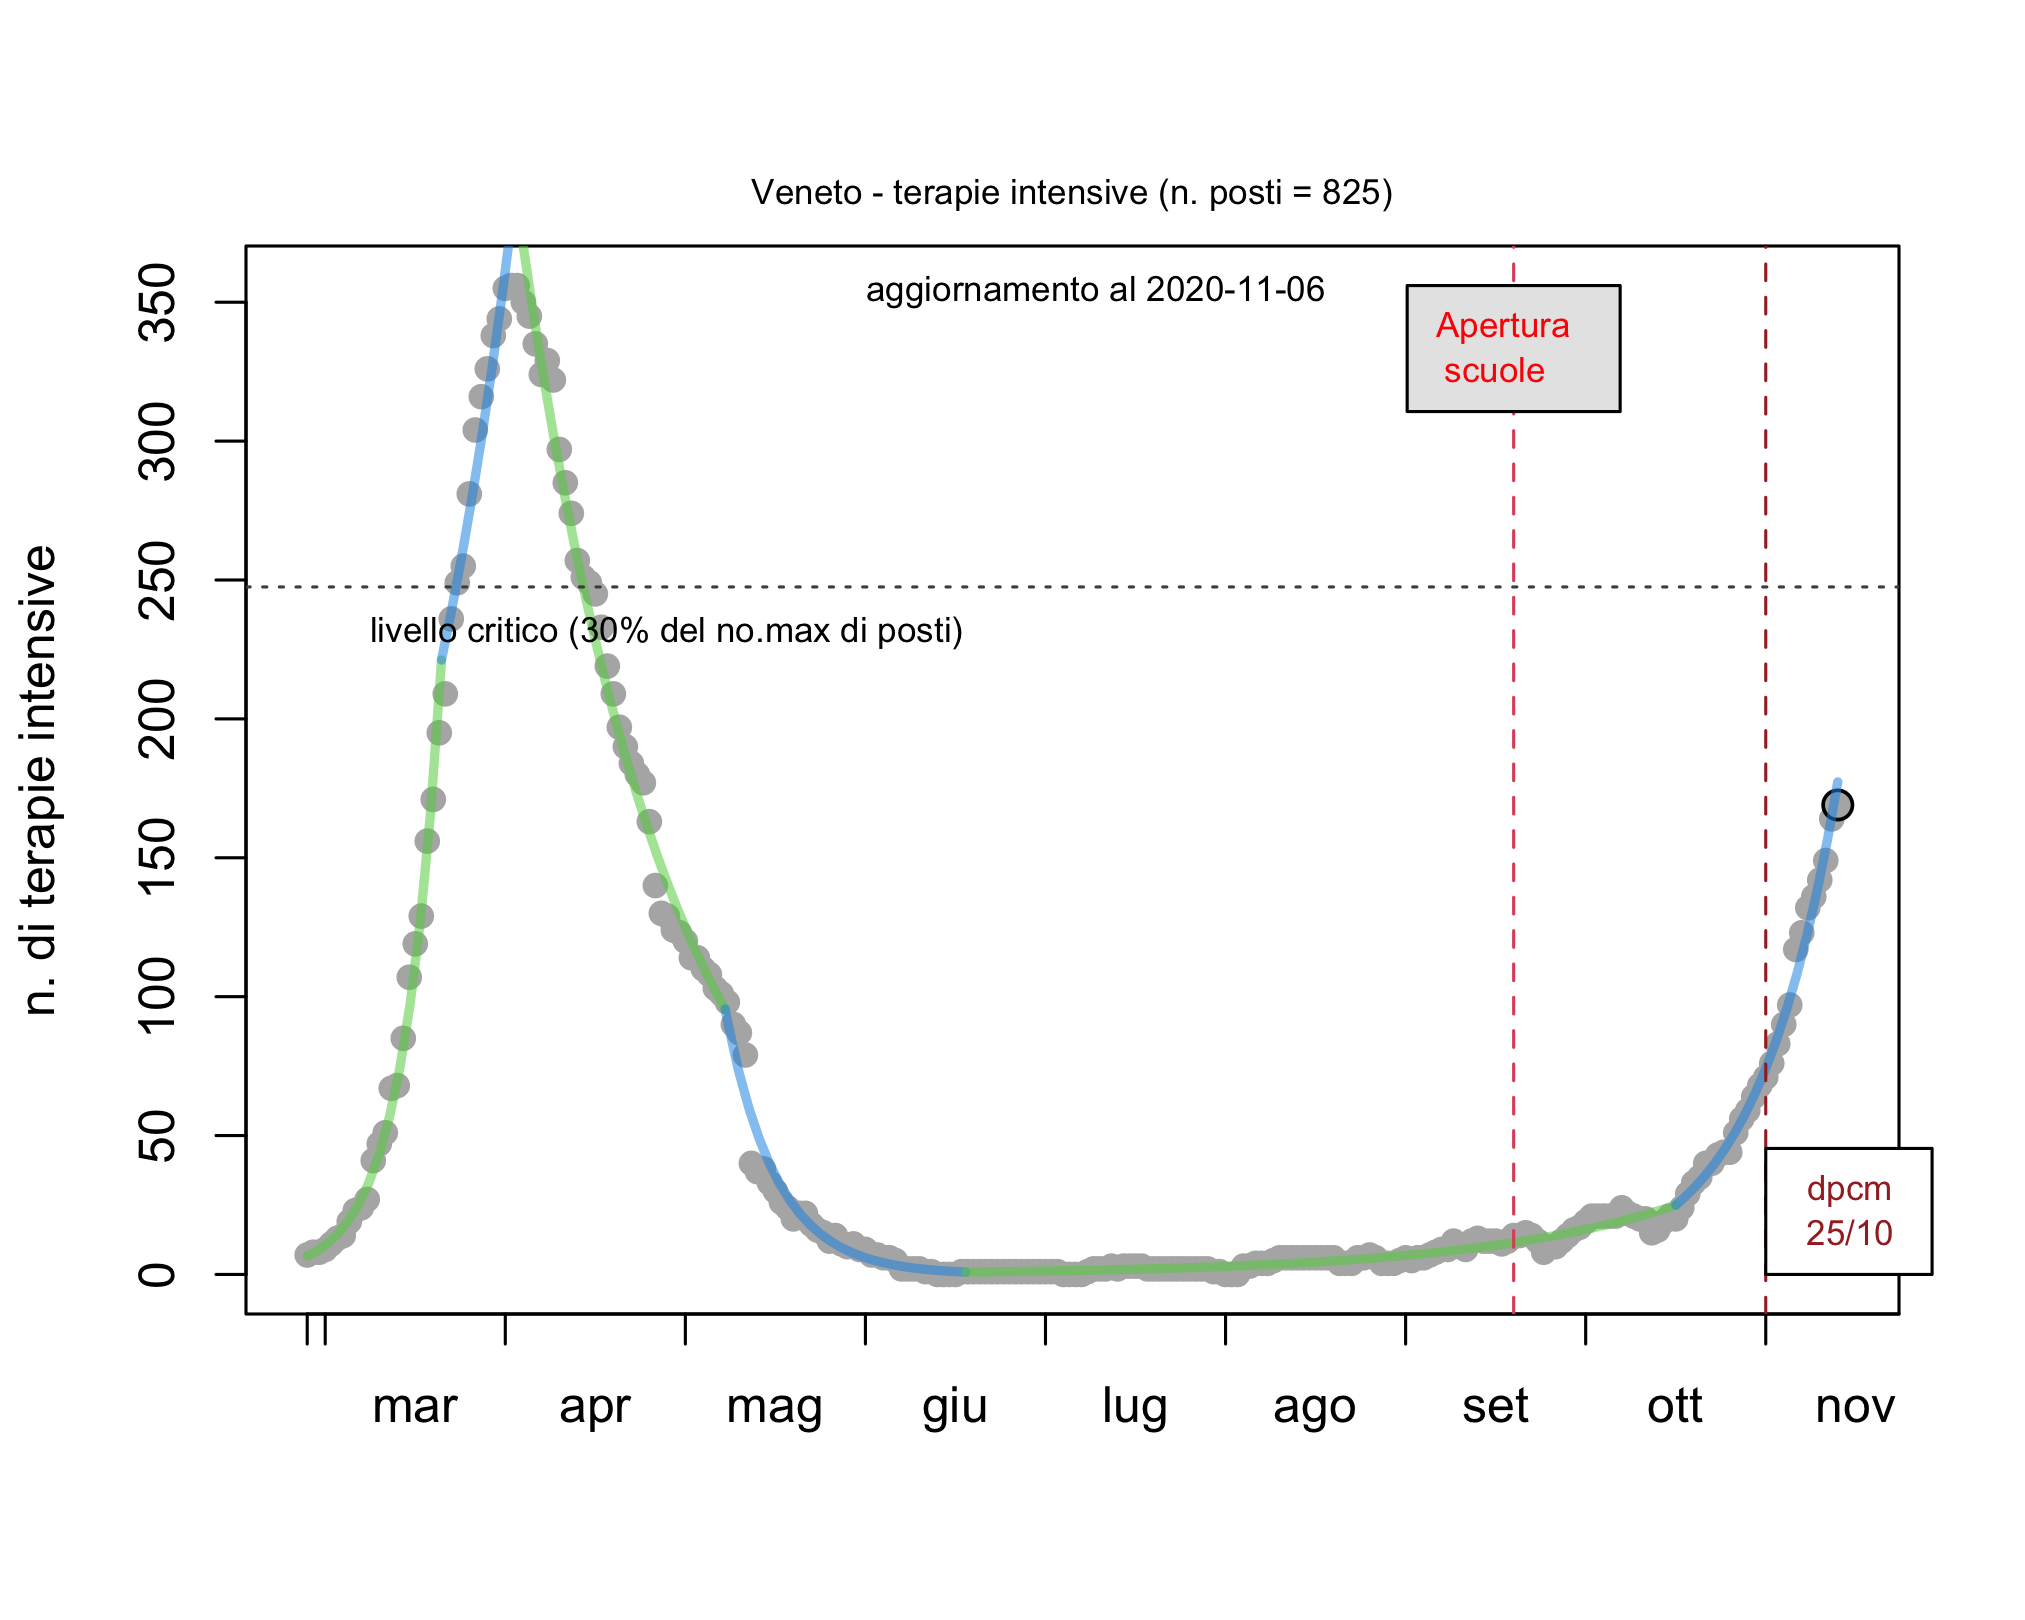 Veneto - terapie intensive (n. posti = 825)
aggiornamento al 2020-11-06
Apertura
scuole
livello critico (30% del no.max di posti)
dpcm
25/10
n. di terapie intensive
350
300
250
200
150
100
50
0
mar apr mag giu lug ago set ott nov